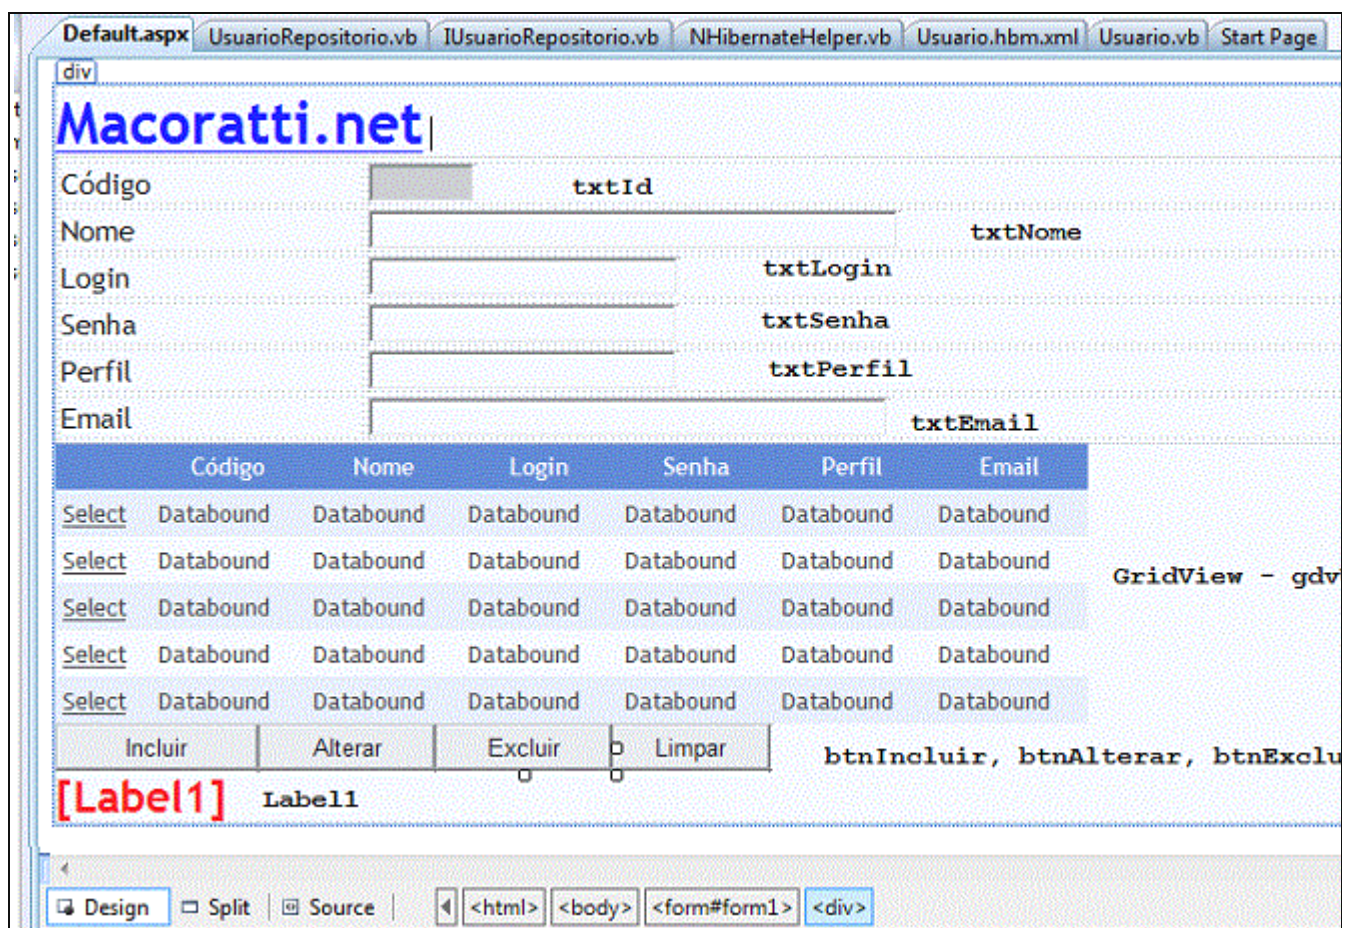 Default.aspx UsuarioRepositorio.vb IUsuarioRepositorio.vb NHibernateHelper.vb Usuario.hbm.xml Usuario.vb Start Page
div
Macoratti.net
Código txtId
Nome txtNome
Login txtLogin
Senha txtSenha
Perfil txtPerfil
Email txtEmail
Código Nome Login Senha Perfil Email
Select Databound Databound Databound Databound Databound Databound
Select Databound Databound Databound Databound Databound Databound
GridView - gdv
Select Databound Databound Databound Databound Databound Databound
Select Databound Databound Databound Databound Databound Databound
Select Databound Databound Databound Databound Databound Databound
Incluir Alterar Excluir Limpar btnIncluir, btnAlterar, btnExclu
[Label1] Label1
Design Split Source <html> <body> <form#form1> <div>